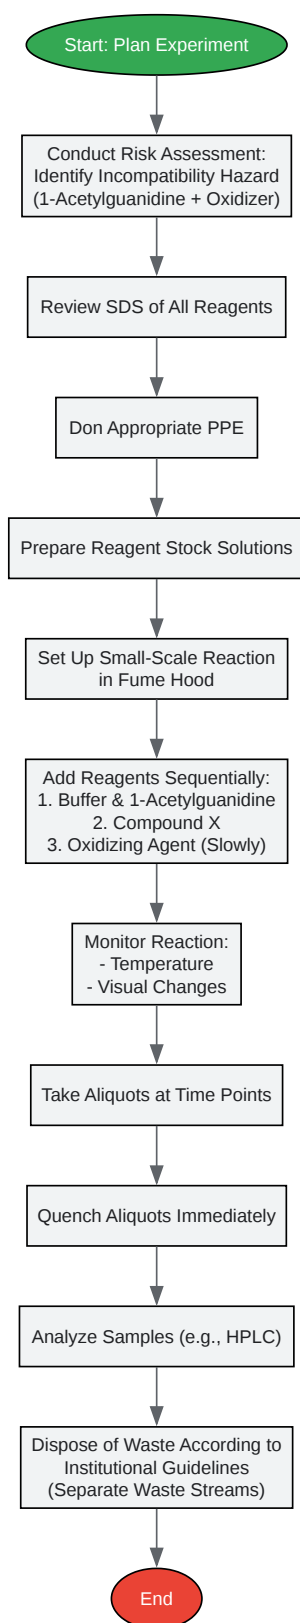 Start: Plan Experiment
Conduct Risk Assessment:
Identify Incompatibility Hazard
(1-Acetylguanidine + Oxidizer)
Review SDS of All Reagents
Don Appropriate PPE
Prepare Reagent Stock Solutions
Set Up Small-Scale Reaction
in Fume Hood
Add Reagents Sequentially:
1. Buffer & 1-Acetylguanidine
2. Compound X
3. Oxidizing Agent (Slowly)
Monitor Reaction:
- Temperature
- Visual Changes
Take Aliquots at Time Points
Quench Aliquots Immediately
Analyze Samples (e.g., HPLC)
Dispose of Waste According to
Institutional Guidelines
(Separate Waste Streams)
End